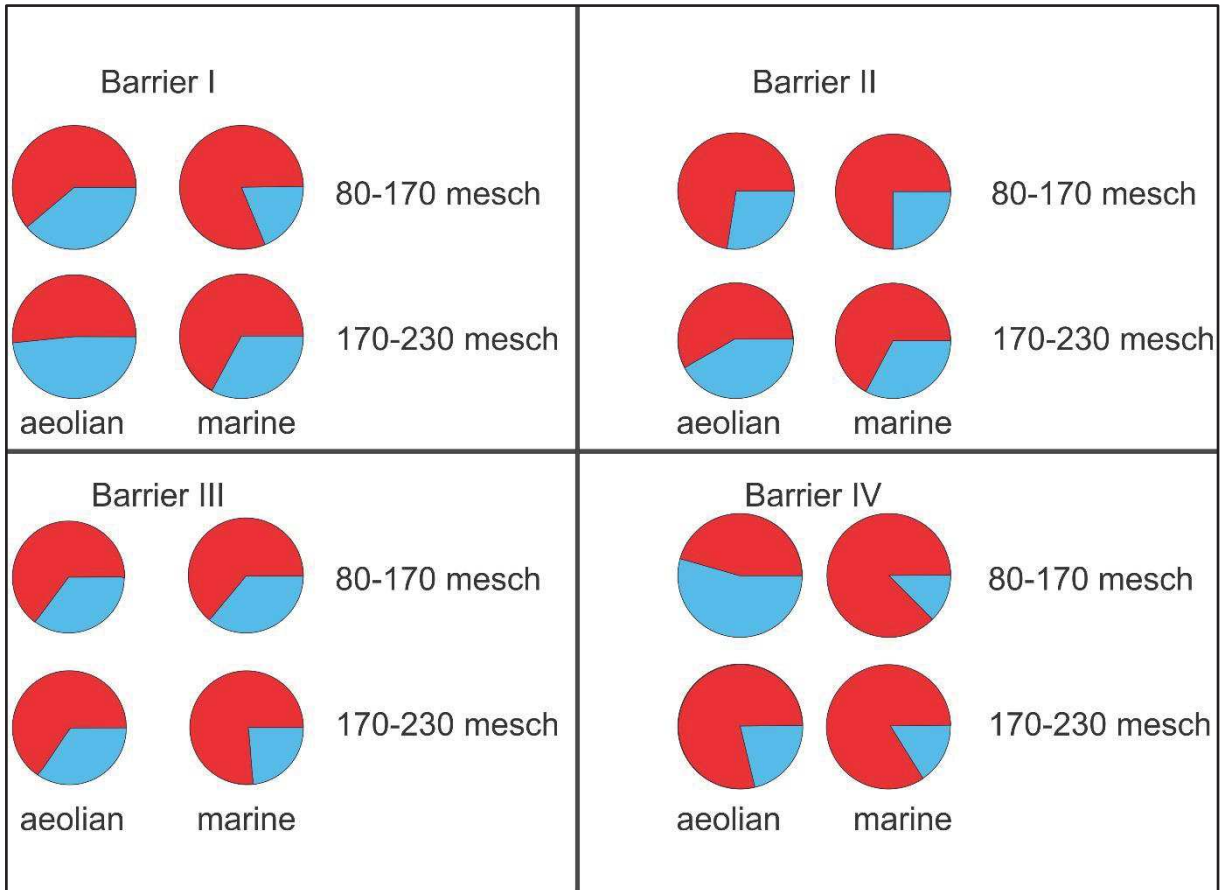 Barrier I
80-170 mesch
170-230 mesch
aeolian marine
Barrier II
80-170 mesch
170-230 mesch
aeolian marine
Barrier III
80-170 mesch
170-230 mesch
aeolian marine
Barrier IV
80-170 mesch
170-230 mesch
aeolian marine